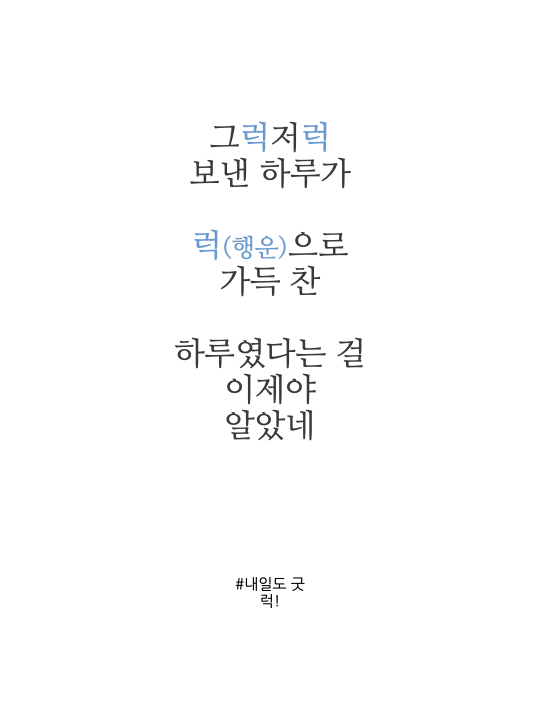 그럭저럭
보낸 하루가
럭(행운)으로
가득 찬
하루였다는 걸
이제야
알았네
#내일도 굿
럭!